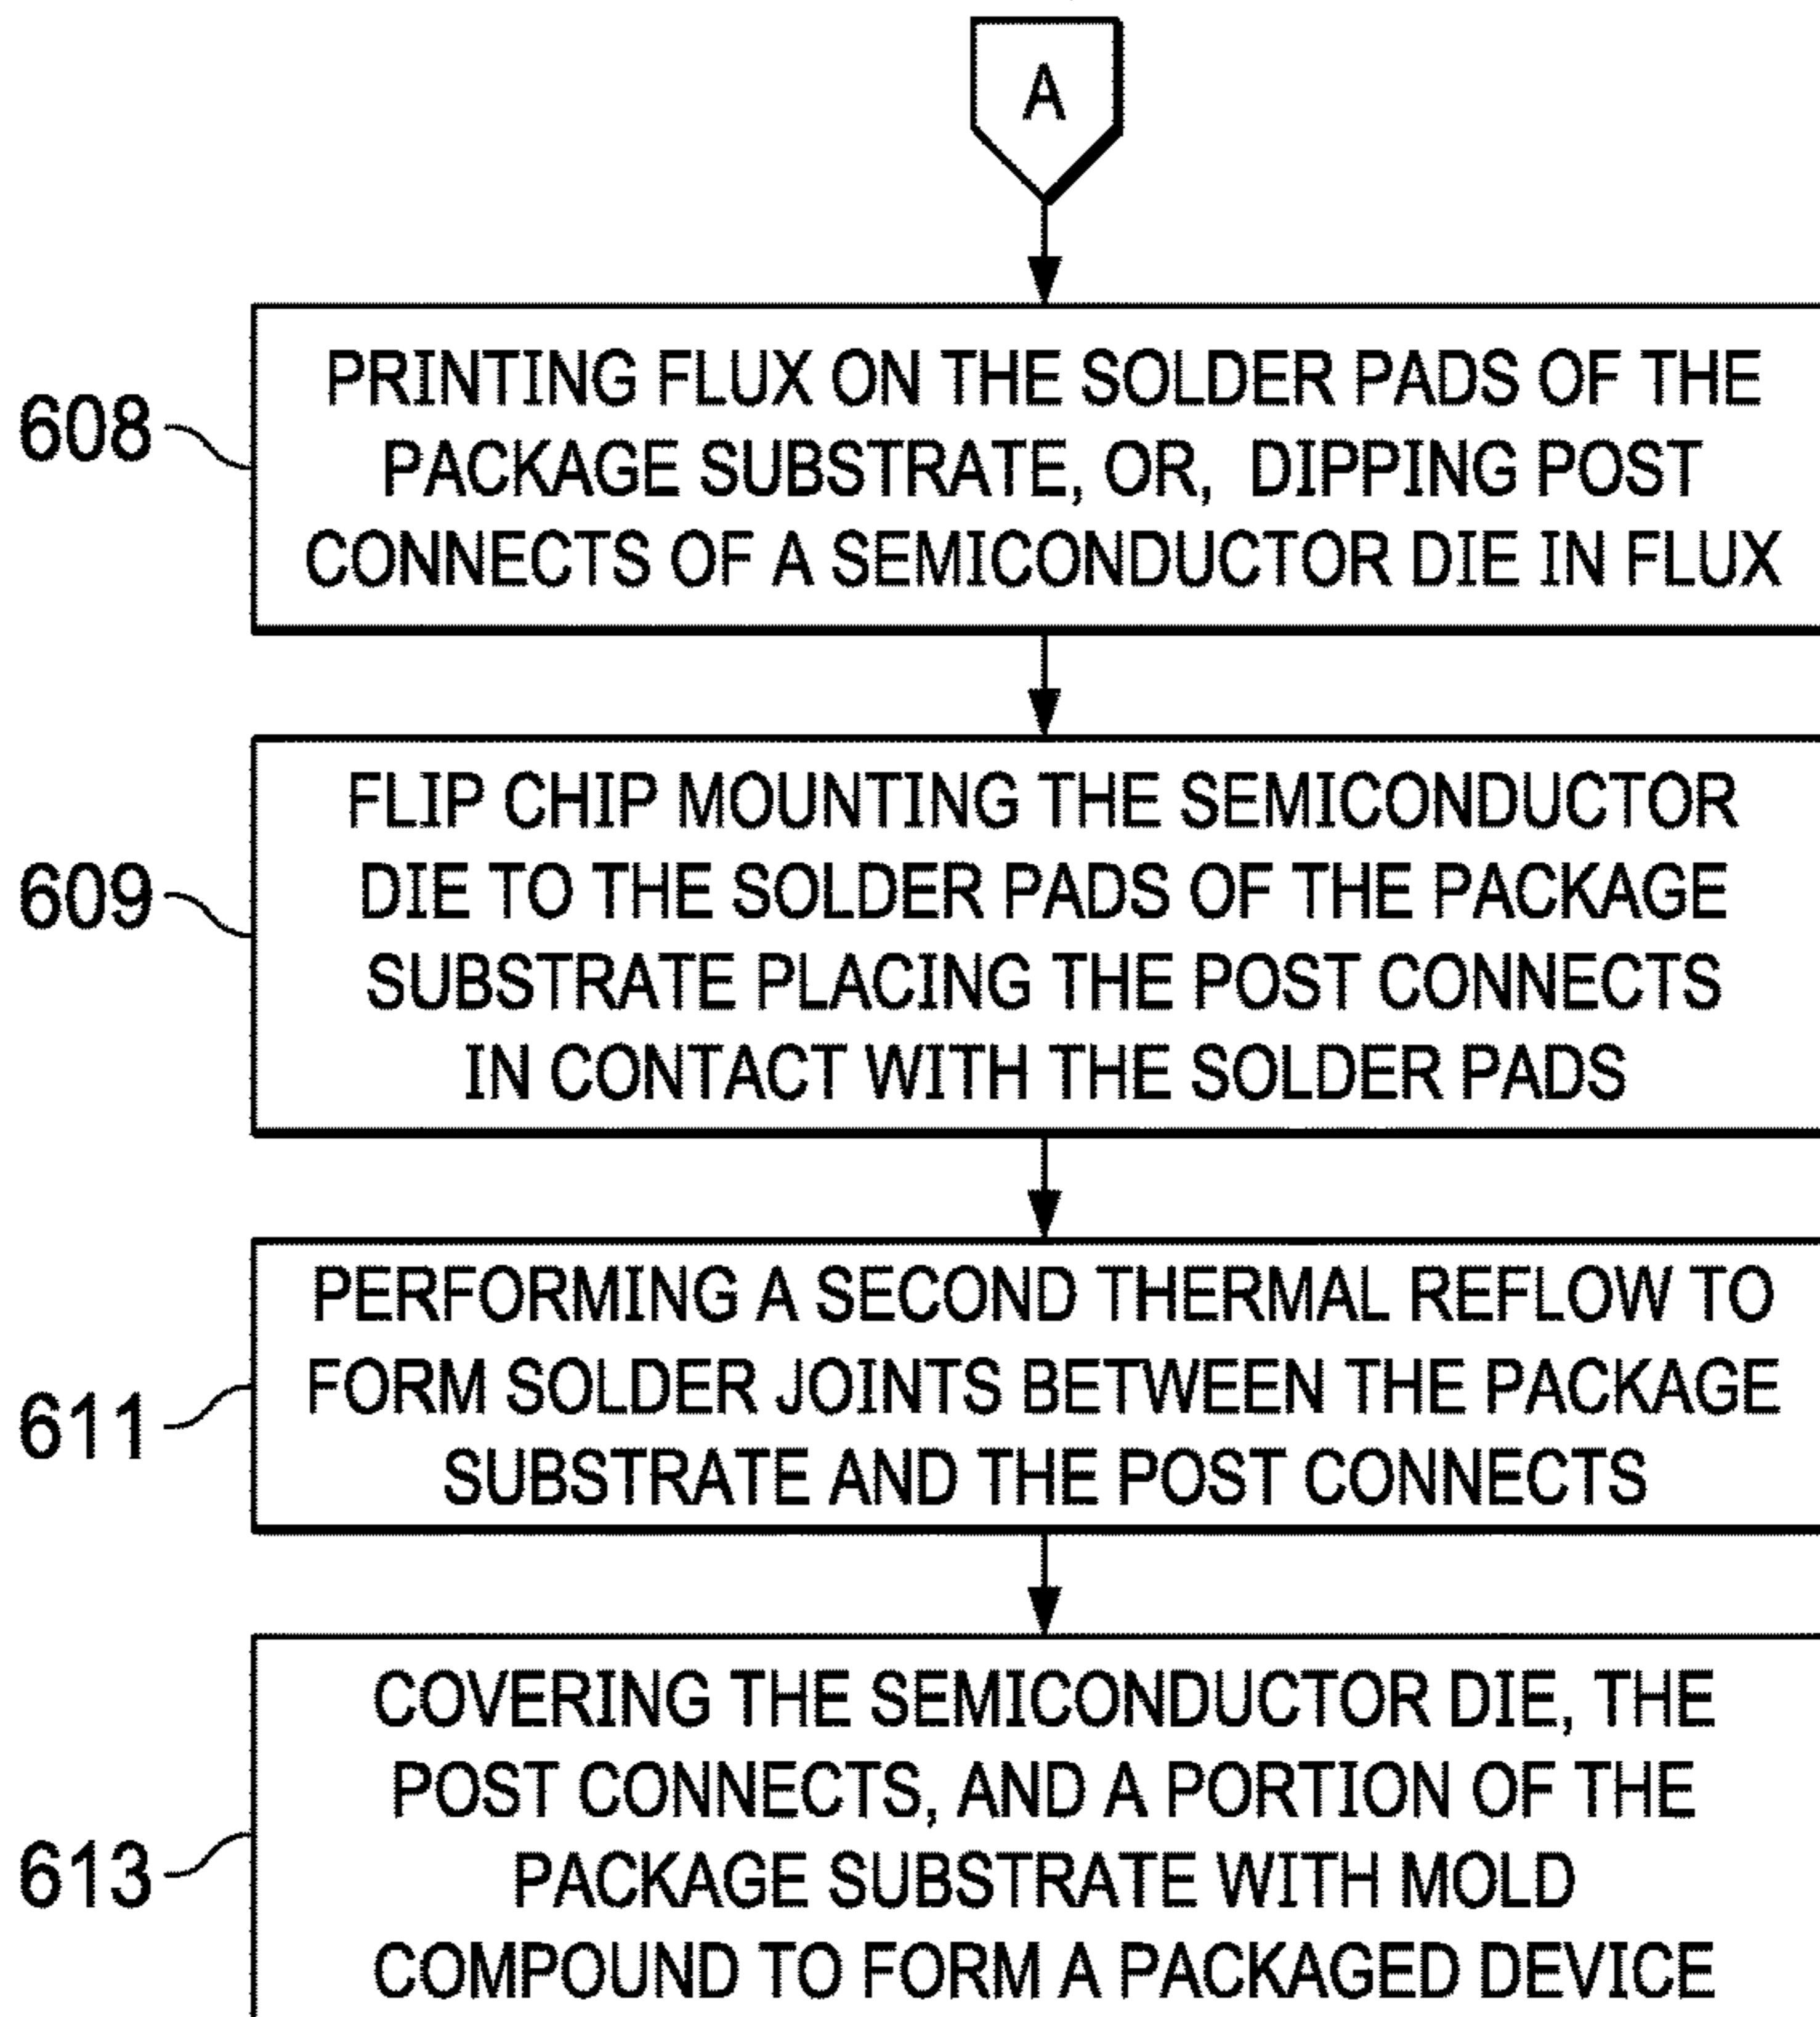 A
608
PRINTING FLUX ON THE SOLDER PADS OF THE
PACKAGE SUBSTRATE, OR, DIPPING POST
CONNECTS OF A SEMICONDUCTOR DIE IN FLUX
609
FLIP CHIP MOUNTING THE SEMICONDUCTOR
DIE TO THE SOLDER PADS OF THE PACKAGE
SUBSTRATE PLACING THE POST CONNECTS
IN CONTACT WITH THE SOLDER PADS
611
PERFORMING A SECOND THERMAL REFLOW TO
FORM SOLDER JOINTS BETWEEN THE PACKAGE
SUBSTRATE AND THE POST CONNECTS
613
COVERING THE SEMICONDUCTOR DIE, THE
POST CONNECTS, AND A PORTION OF THE
PACKAGE SUBSTRATE WITH MOLD
COMPOUND TO FORM A PACKAGED DEVICE